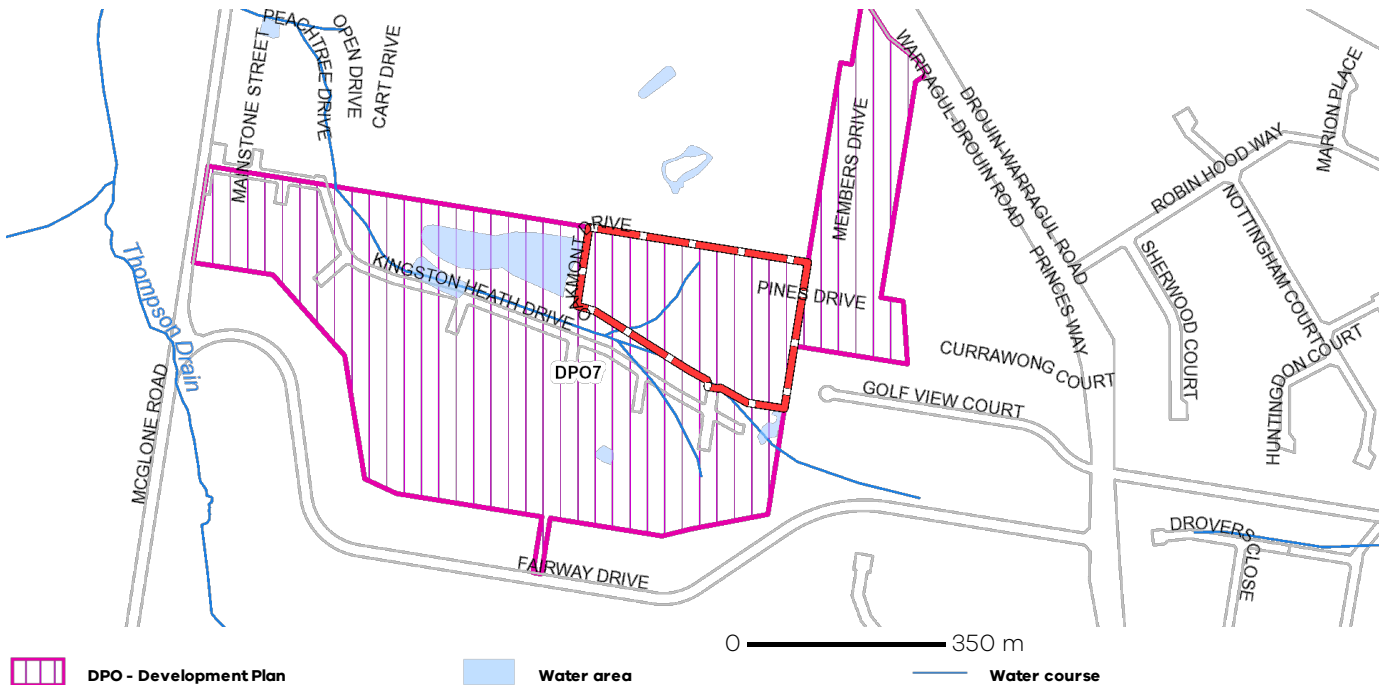 PEACHTREE DRIVE
OPEN DRIVE
CART DRIVE
MAINSTONE STREET
WARRAGUL-DROUIN ROAD
DROUIN-WARRAGUL ROAD
MARION PLACE
MEMBERS DRIVE
ROBIN HOOD WAY
NOTTINGHAM COURT
RIVE
OAKMONT D
KINGSTON HEATH DRIVE
Thompson Drain
PINES DRIVE
PRINCES WAY
SHERWOOD COURT
HUNTINGDON COURT
CURRAWONG COURT
DPO7
GOLF VIEW COURT
MCGLONE ROAD
FAIRWAY DRIVE
DROVERS CLOSE
0 350 m
DPO - Development Plan
Water area
Water course